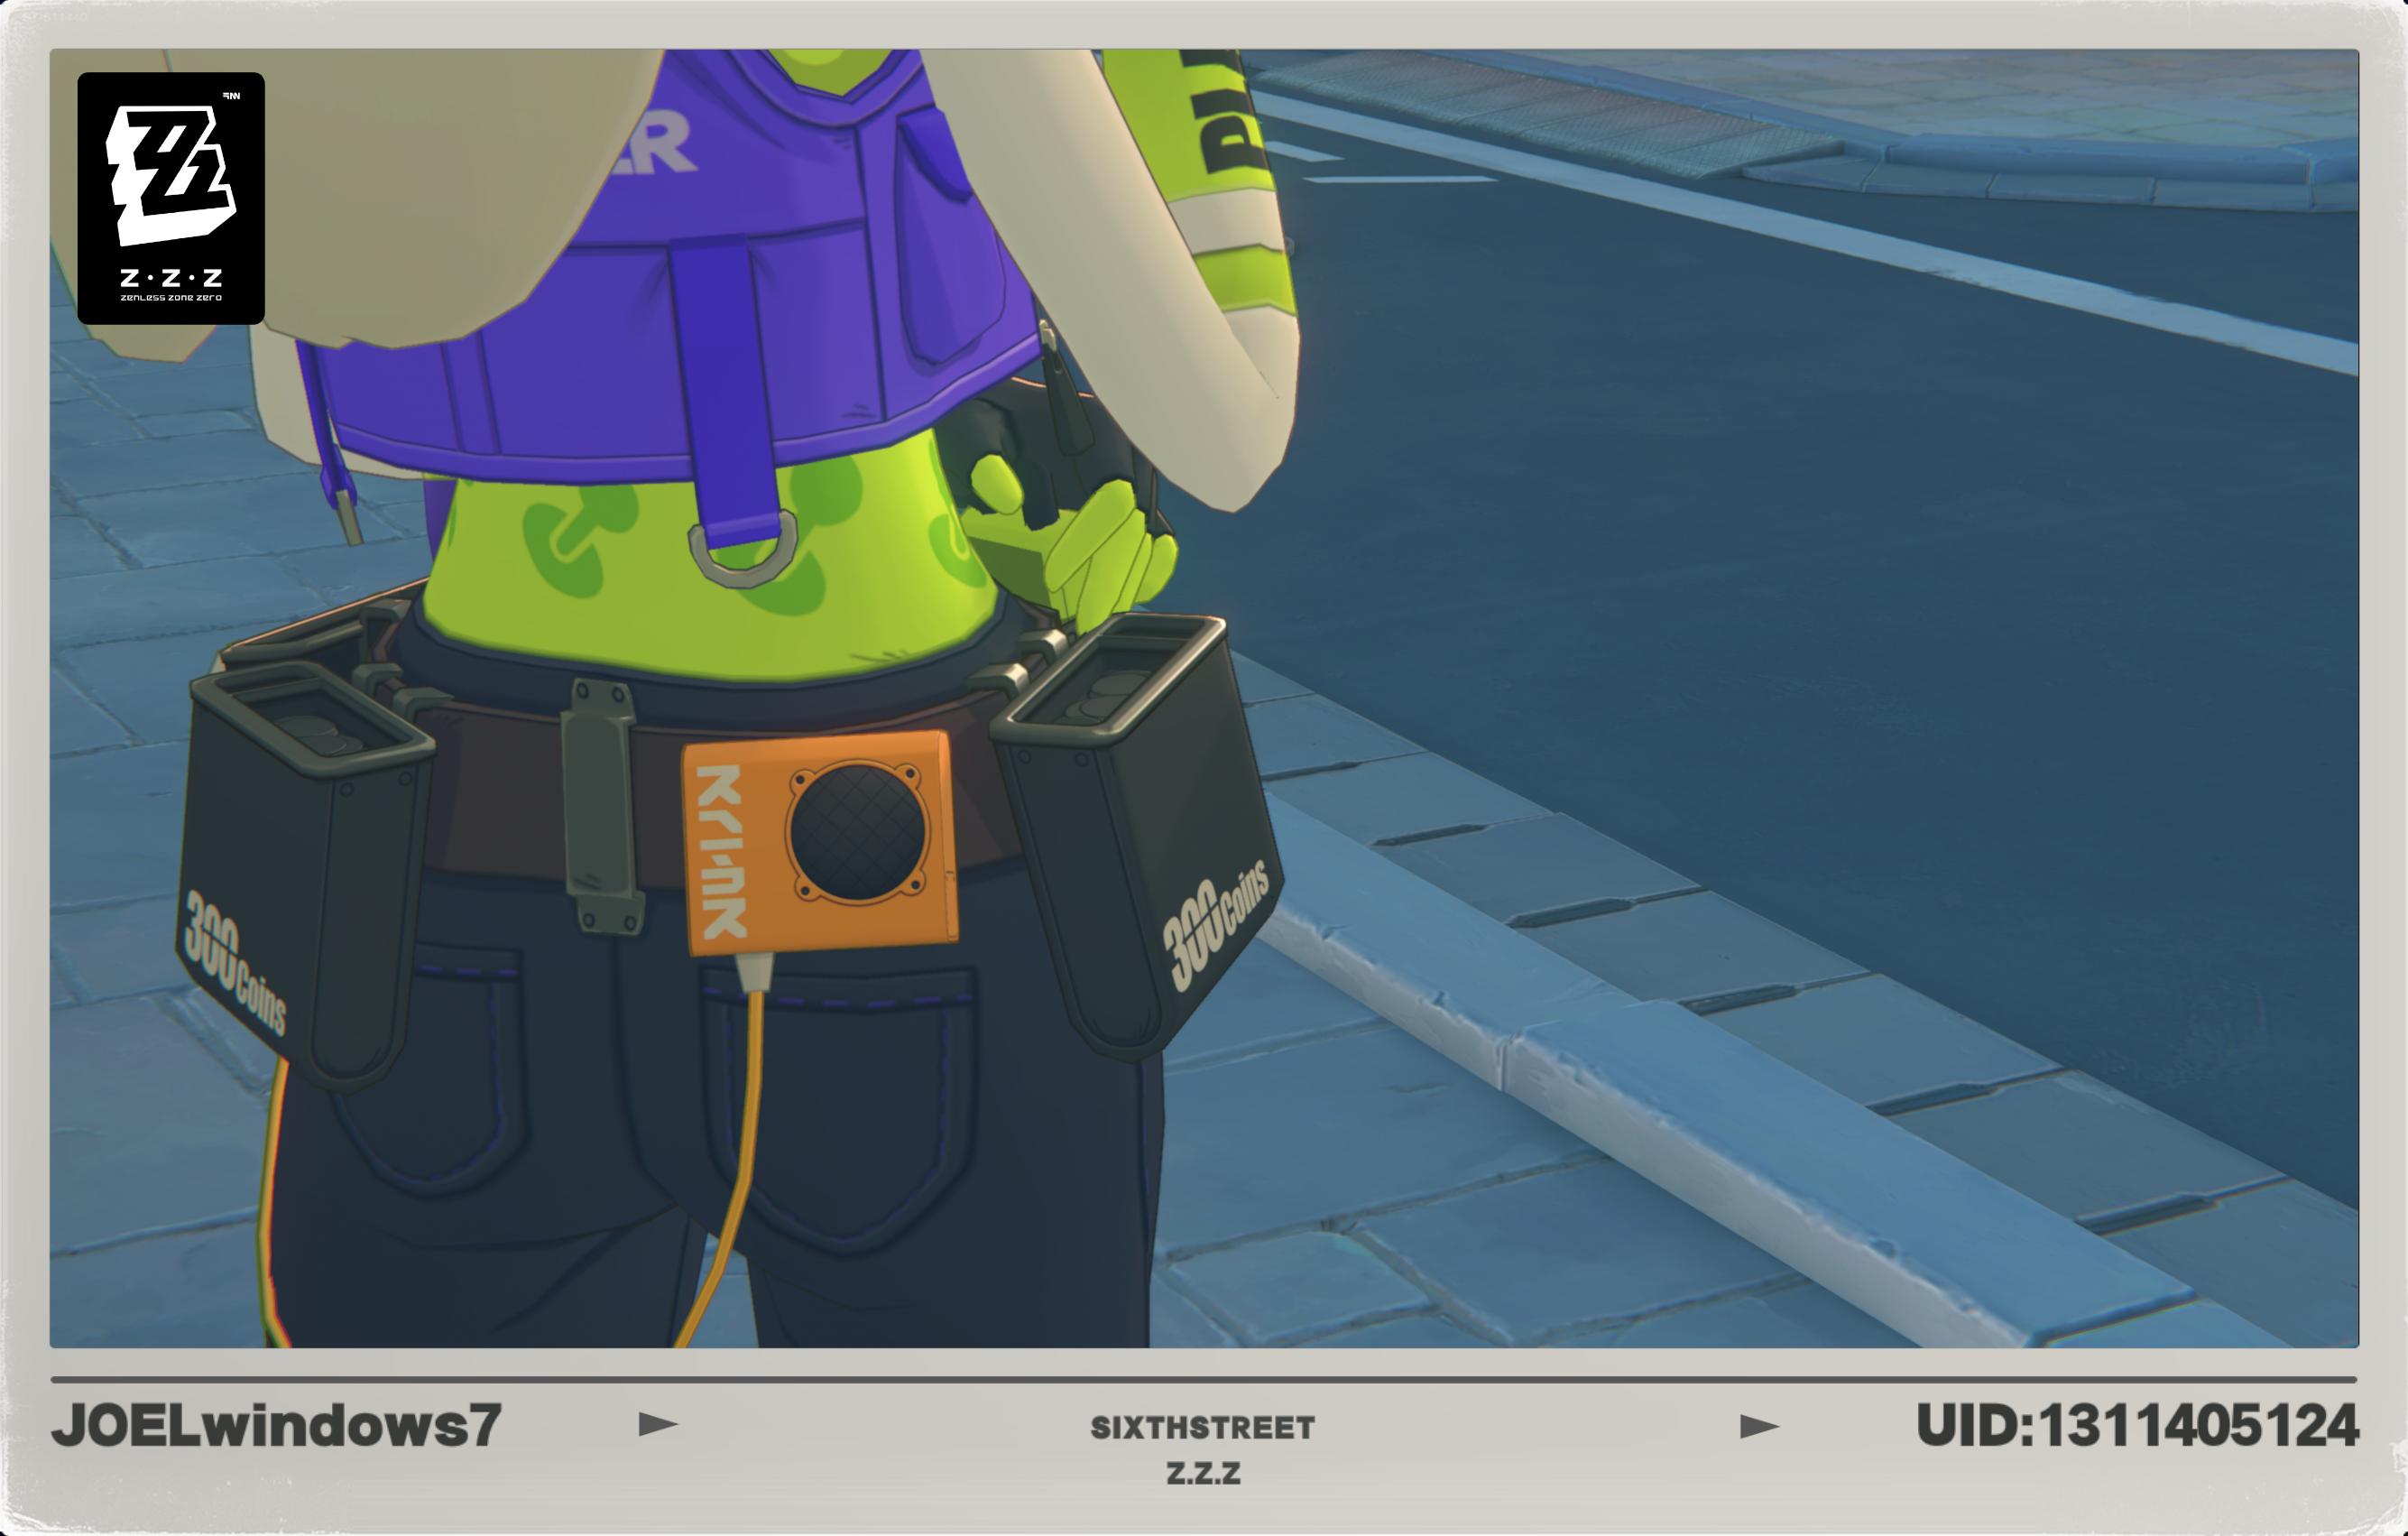 Z·Z·Z
zenless zone zero
300Coins
300Coins
JOELwindows7
SIXTHSTREET
Z.Z.Z
UID:1311405124